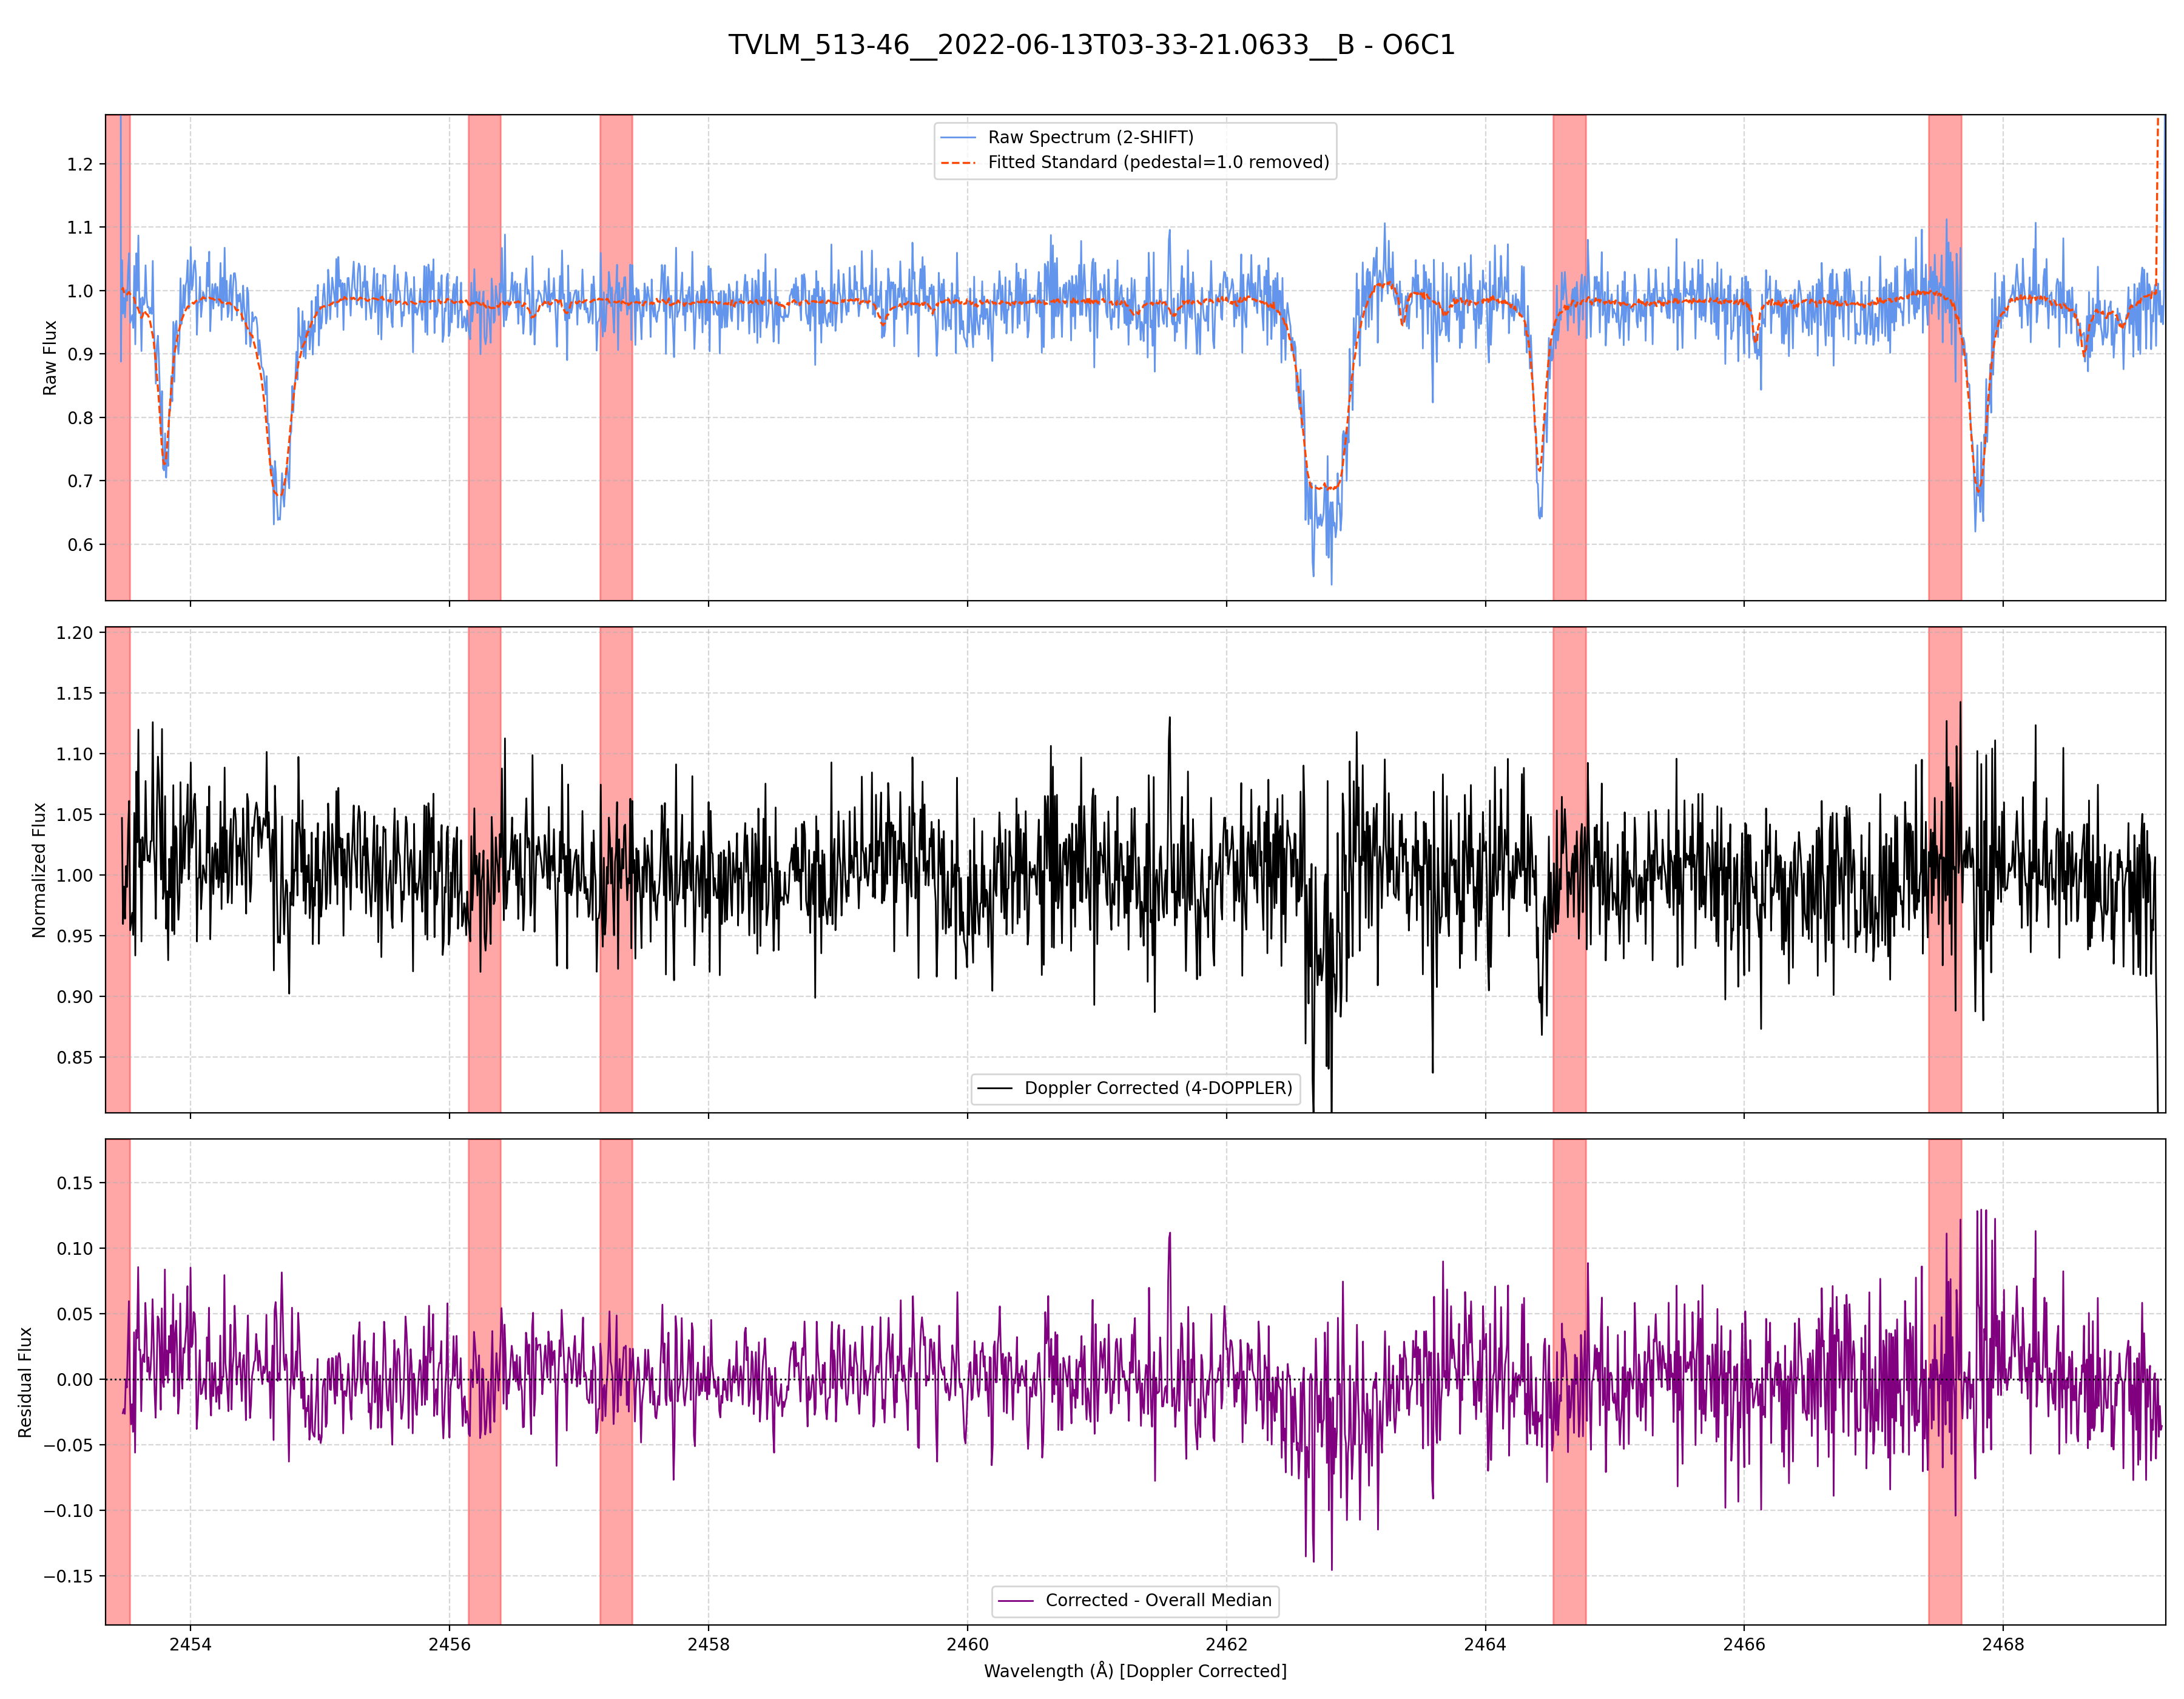 TVLM_513-46__2022-06-13T03-33-21.0633__B - O6C1
Raw Spectrum (2-SHIFT)
Fitted Standard (pedestal=1.0 removed)
Raw Flux
1.2
1.1
1.0
0.9
0.8
0.7
0.6
Normalized Flux
1.20
1.15
1.10
1.05
1.00
0.95
0.90
0.85
Doppler Corrected (4-DOPPLER)
Residual Flux
0.15
0.10
0.05
0.00
−0.05
−0.10
−0.15
Corrected - Overall Median
2454 2456 2458 2460 2462 2464 2466 2468
Wavelength (Å) [Doppler Corrected]